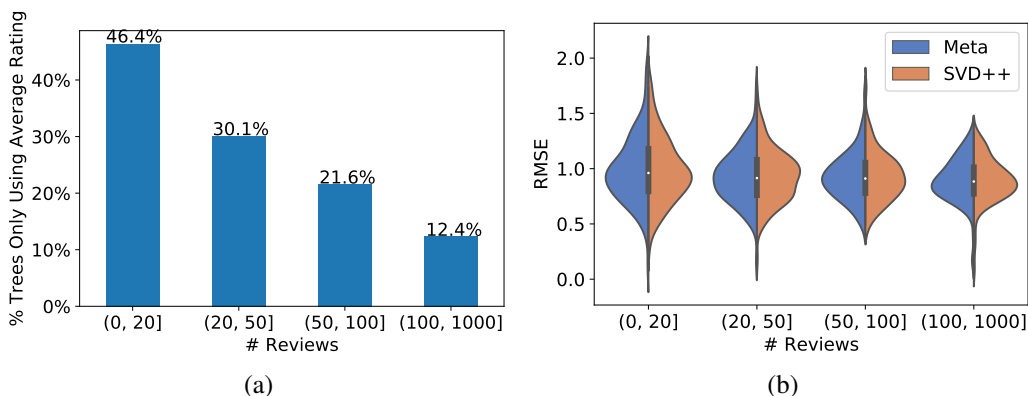 % Trees Only Using Average Rating
46.4%
30.1%
21.6%
12.4%
40%
30%
20%
10%
0%
(0, 20] (20, 50] (50, 100] (100, 1000]
# Reviews
(a)
RMSE
2.0
1.5
1.0
0.5
0.0
Meta
SVD++
(0, 20] (20, 50] (50, 100] (100, 1000]
# Reviews
(b)